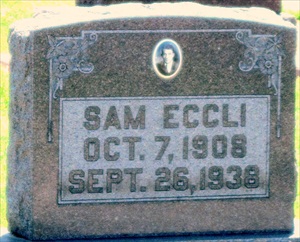 SAM ECCLI
OCT. 7, 1908
SEPT. 26, 1938